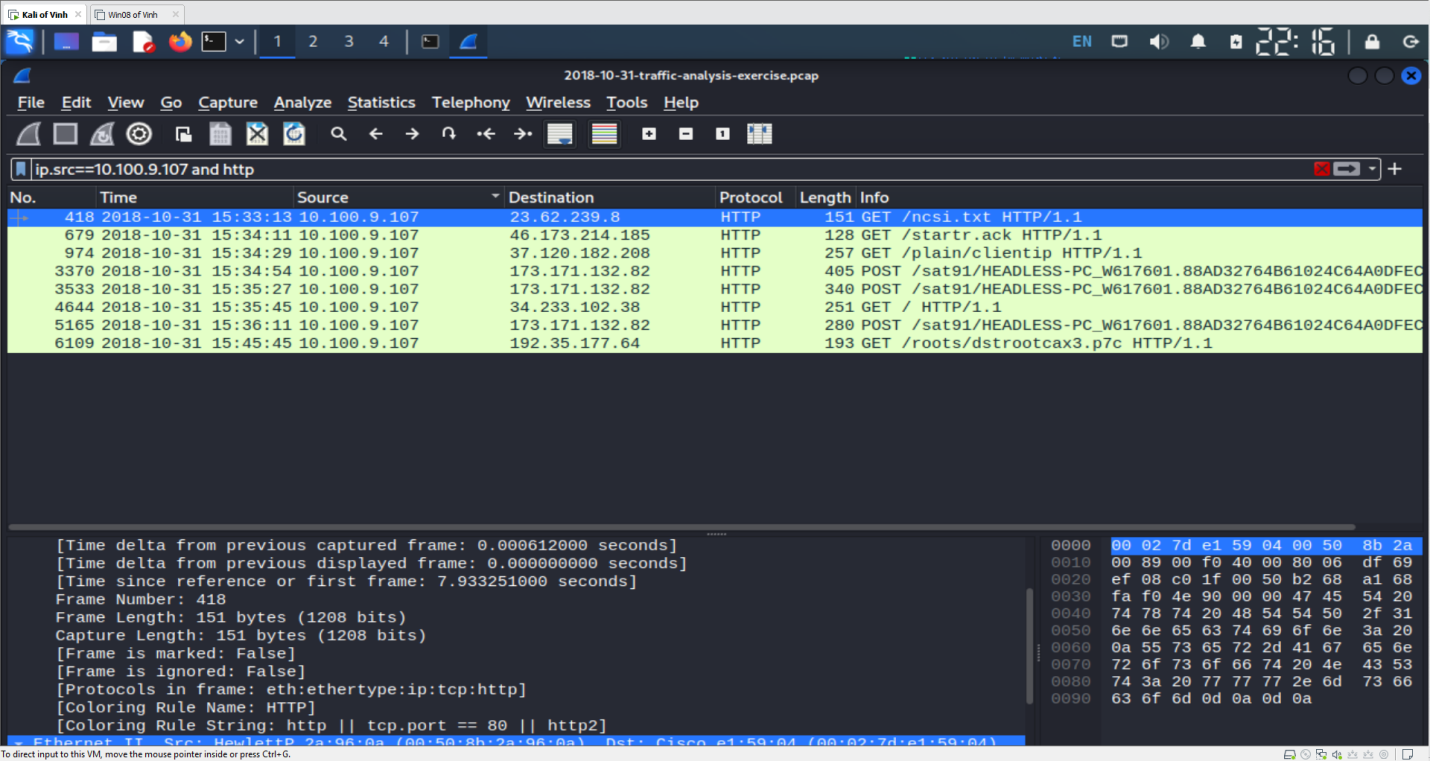 Kali of Vinh × Win08 of Vinh ×
1 2 3 4 EN 22:16
2018-10-31-traffic-analysis-exercise.pcap
File Edit View Go Capture Analyze Statistics Telephony Wireless Tools Help
ip.src==10.100.9.107 and http
No. Time Source Destination Protocol Length Info
418 2018-10-31 15:33:13 10.100.9.107 23.62.239.8 HTTP 151 GET /ncsi.txt HTTP/1.1
679 2018-10-31 15:34:11 10.100.9.107 46.173.214.185 HTTP 128 GET /startr.ack HTTP/1.1
974 2018-10-31 15:34:29 10.100.9.107 37.120.182.208 HTTP 257 GET /plain/clientip HTTP/1.1
3370 2018-10-31 15:34:54 10.100.9.107 173.171.132.82 HTTP 405 POST /sat91/HEADLESS-PC_W617601.88AD32764B61024C64A0DFEC
3533 2018-10-31 15:35:27 10.100.9.107 173.171.132.82 HTTP 340 POST /sat91/HEADLESS-PC_W617601.88AD32764B61024C64A0DFEC
4644 2018-10-31 15:35:45 10.100.9.107 34.233.102.38 HTTP 251 GET / HTTP/1.1
5165 2018-10-31 15:36:11 10.100.9.107 173.171.132.82 HTTP 280 POST /sat91/HEADLESS-PC_W617601.88AD32764B61024C64A0DFEC
6109 2018-10-31 15:45:45 10.100.9.107 192.35.177.64 HTTP 193 GET /roots/dstrootcax3.p7c HTTP/1.1
[Time delta from previous captured frame: 0.000612000 seconds]
[Time delta from previous displayed frame: 0.000000000 seconds]
[Time since reference or first frame: 7.933251000 seconds]
Frame Number: 418
Frame Length: 151 bytes (1208 bits)
Capture Length: 151 bytes (1208 bits)
[Frame is marked: False]
[Frame is ignored: False]
[Protocols in frame: eth:ethertype:ip:tcp:http]
[Coloring Rule Name: HTTP]
[Coloring Rule String: http || tcp.port == 80 || http2]
Ethernet II, Src: HewlettP_2a:96:0a (00:50:8b:2a:96:0a), Dst: Cisco_e1:59:04 (00:02:7d:e1:59:04)
0000 00 02 7d e1 59 04 00 50 8b 2a
0010 00 89 00 f0 40 00 80 06 df 69
0020 ef 08 c0 1f 00 50 b2 68 a1 68
0030 fa f0 4e 90 00 00 47 45 54 20
0040 74 78 74 20 48 54 54 50 2f 31
0050 6e 6e 65 63 74 69 6f 6e 3a 20
0060 0a 55 73 65 72 2d 41 67 65 6e
0070 72 6f 73 6f 66 74 20 4e 43 53
0080 74 3a 20 77 77 77 2e 6d 73 66
0090 63 6f 6d 0d 0a 0d 0a
To direct input to this VM, move the mouse pointer inside or press Ctrl+G.